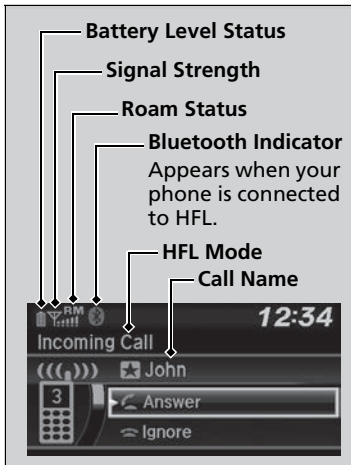 Battery Level Status
Signal Strength
Roam Status
Bluetooth Indicator
Appears when your
phone is connected
to HFL.
HFL Mode
Call Name
RM
12:34
Incoming Call
John
3
Answer
Ignore